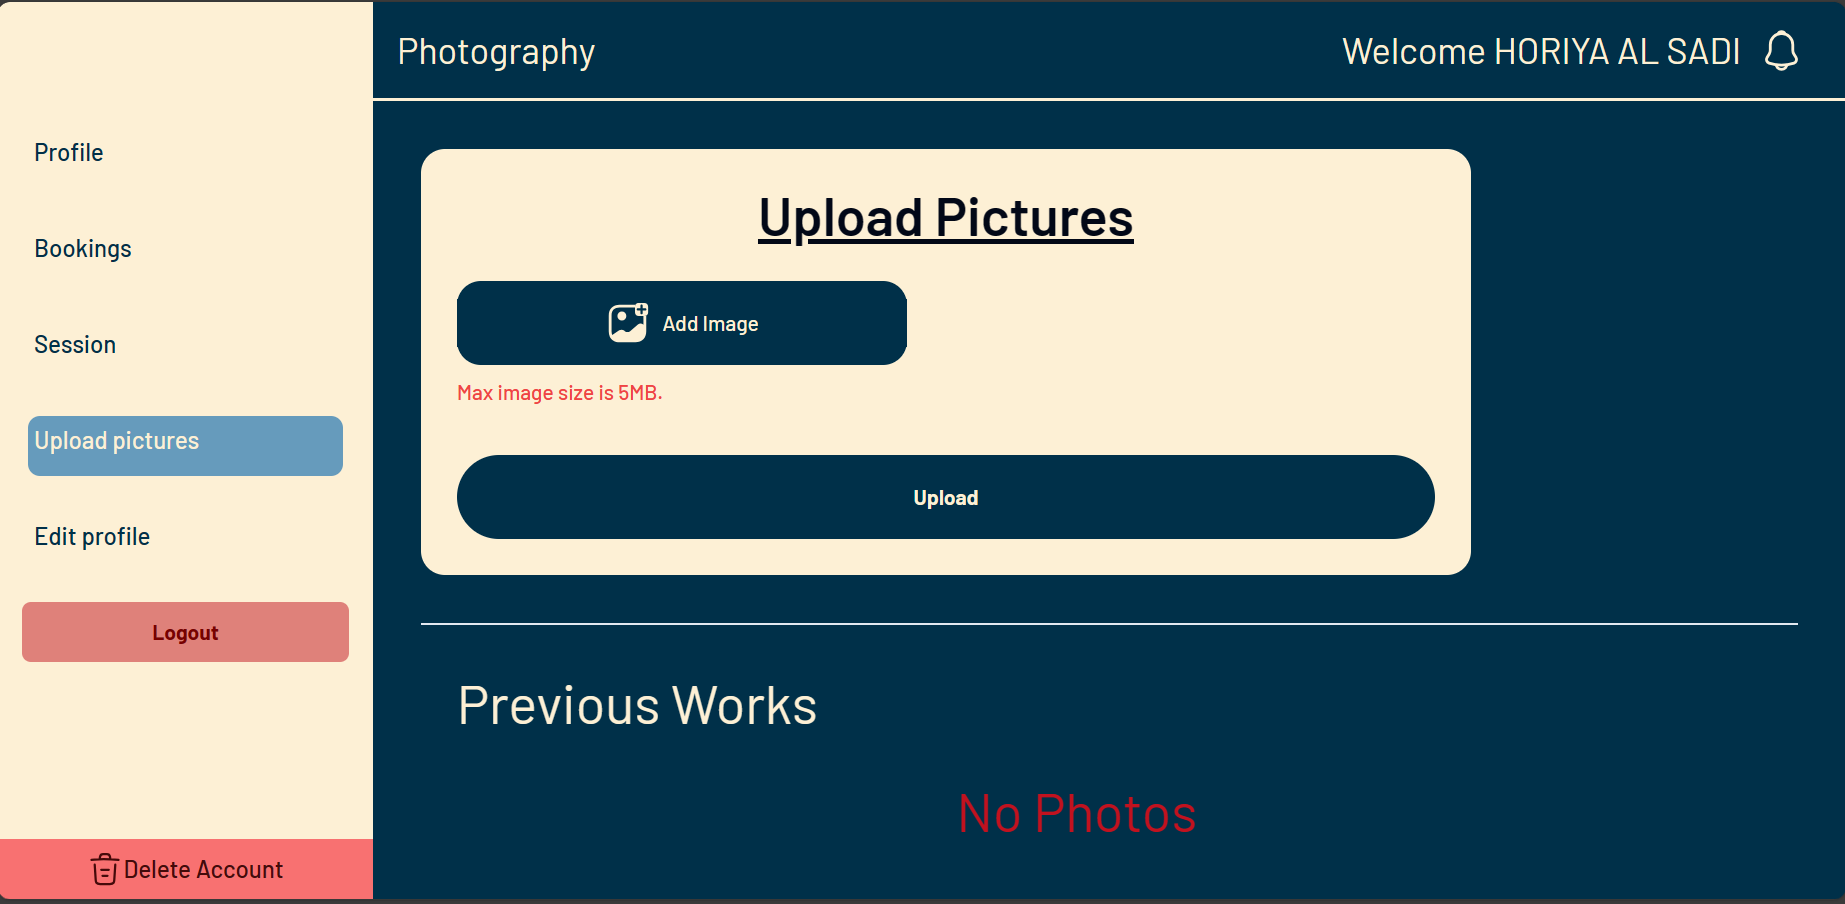 Photography
Welcome HORIYA AL SADI
Profile
Bookings
Session
Upload pictures
Edit profile
Logout
Delete Account
Upload Pictures
Add Image
Max image size is 5MB.
Upload
Previous Works
No Photos